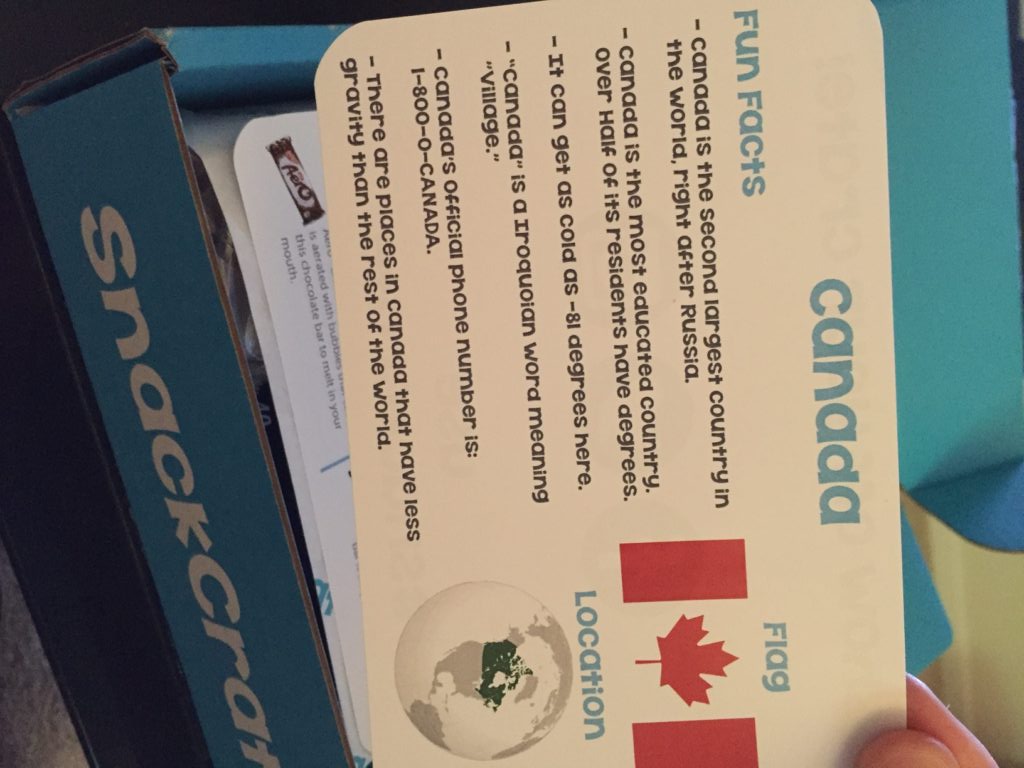 Canada
Fun Facts
- Canada is the second largest country in
the world, right after Russia.
- Canada is the most educated country.
over Half of its residents have degrees.
- It can get as cold as -81 degrees here.
- "Canada" is a Iroquoian word meaning
"Village."
- Canada's official phone number is:
1-800-O-CANADA.
- There are places in Canada that have less
gravity than the rest of the world.
Flag
Location
Aero
is aerated with bubbles
this chocolate bar to melt in your
mouth.
SnackCrat